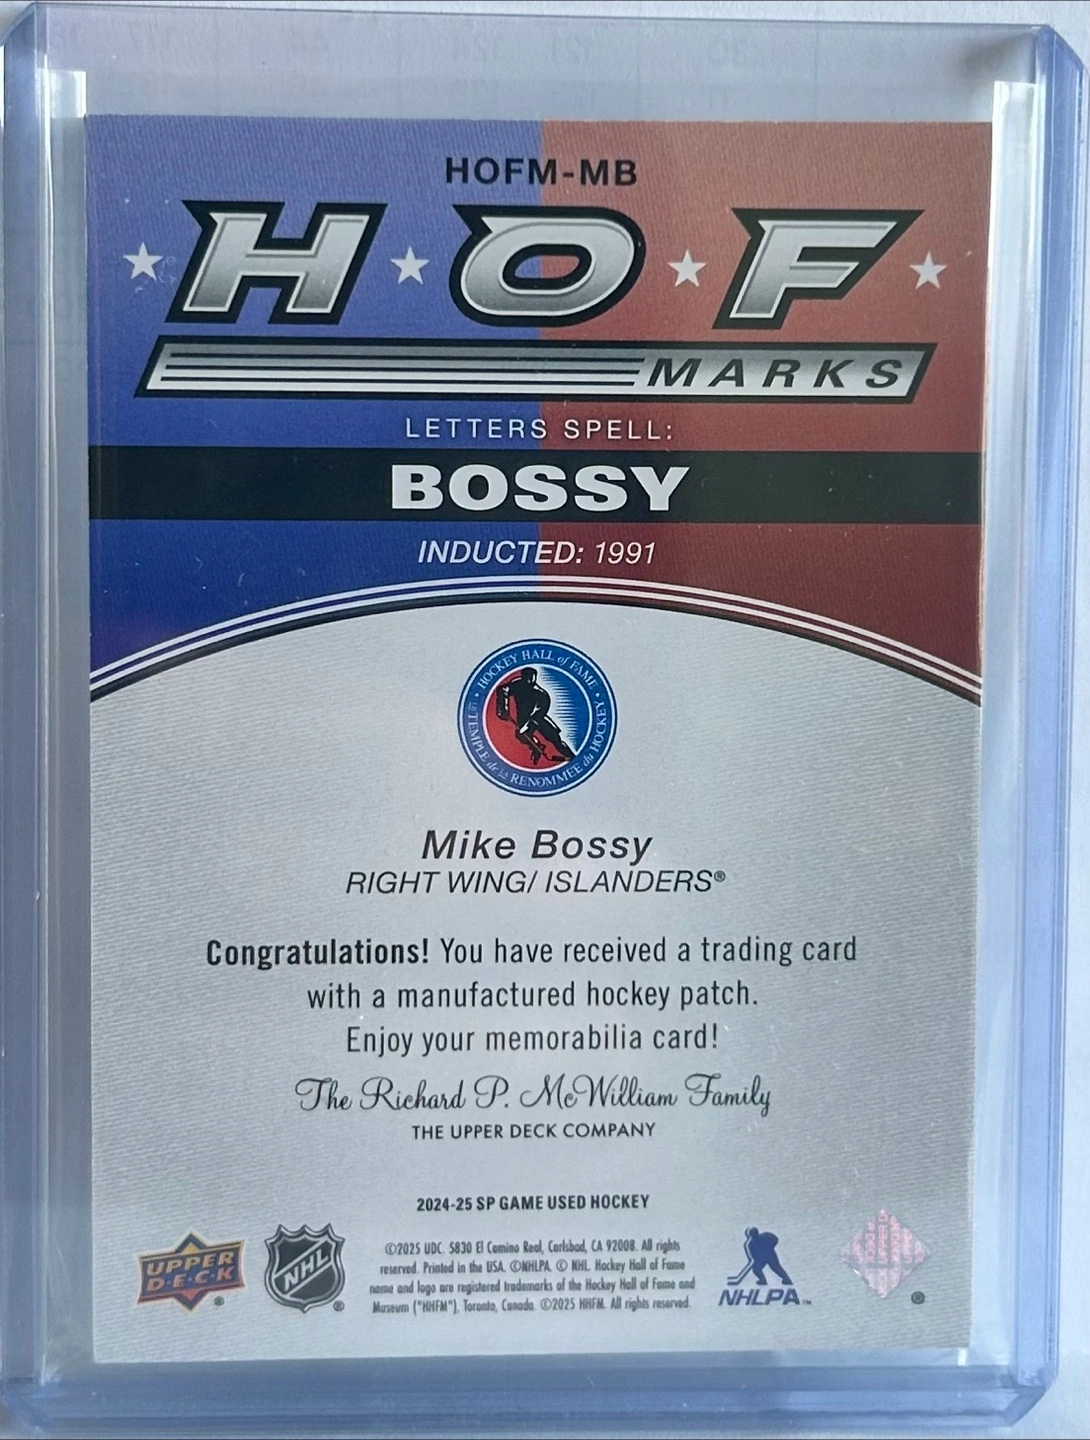 HOFM-MB
HOF
MARKS
LETTERS SPELL:
BOSSY
INDUCTED: 1991
HOCKEY HALL of FAME
TEMPLE de la RENOMMÉE du HOCKEY
Mike Bossy
RIGHT WING/ ISLANDERS®
Congratulations! You have received a trading card
with a manufactured hockey patch.
Enjoy your memorabilia card!
The Richard P. McWilliam Family
THE UPPER DECK COMPANY
2024-25 SP GAME USED HOCKEY
©2025 UDC. 5830 El Camino Real, Carlsbad, CA 92008. All rights
reserved. Printed in the USA. ©NHLPA. © NHL. Hockey Hall of Fame
name and logo are registered trademarks of the Hockey Hall of Fame and
Museum ("HHFM"), Toronto, Canada. ©2025 HHFM. All rights reserved.
UPPER
D·E·C·K ®
NHL ®
NHLPA™
®